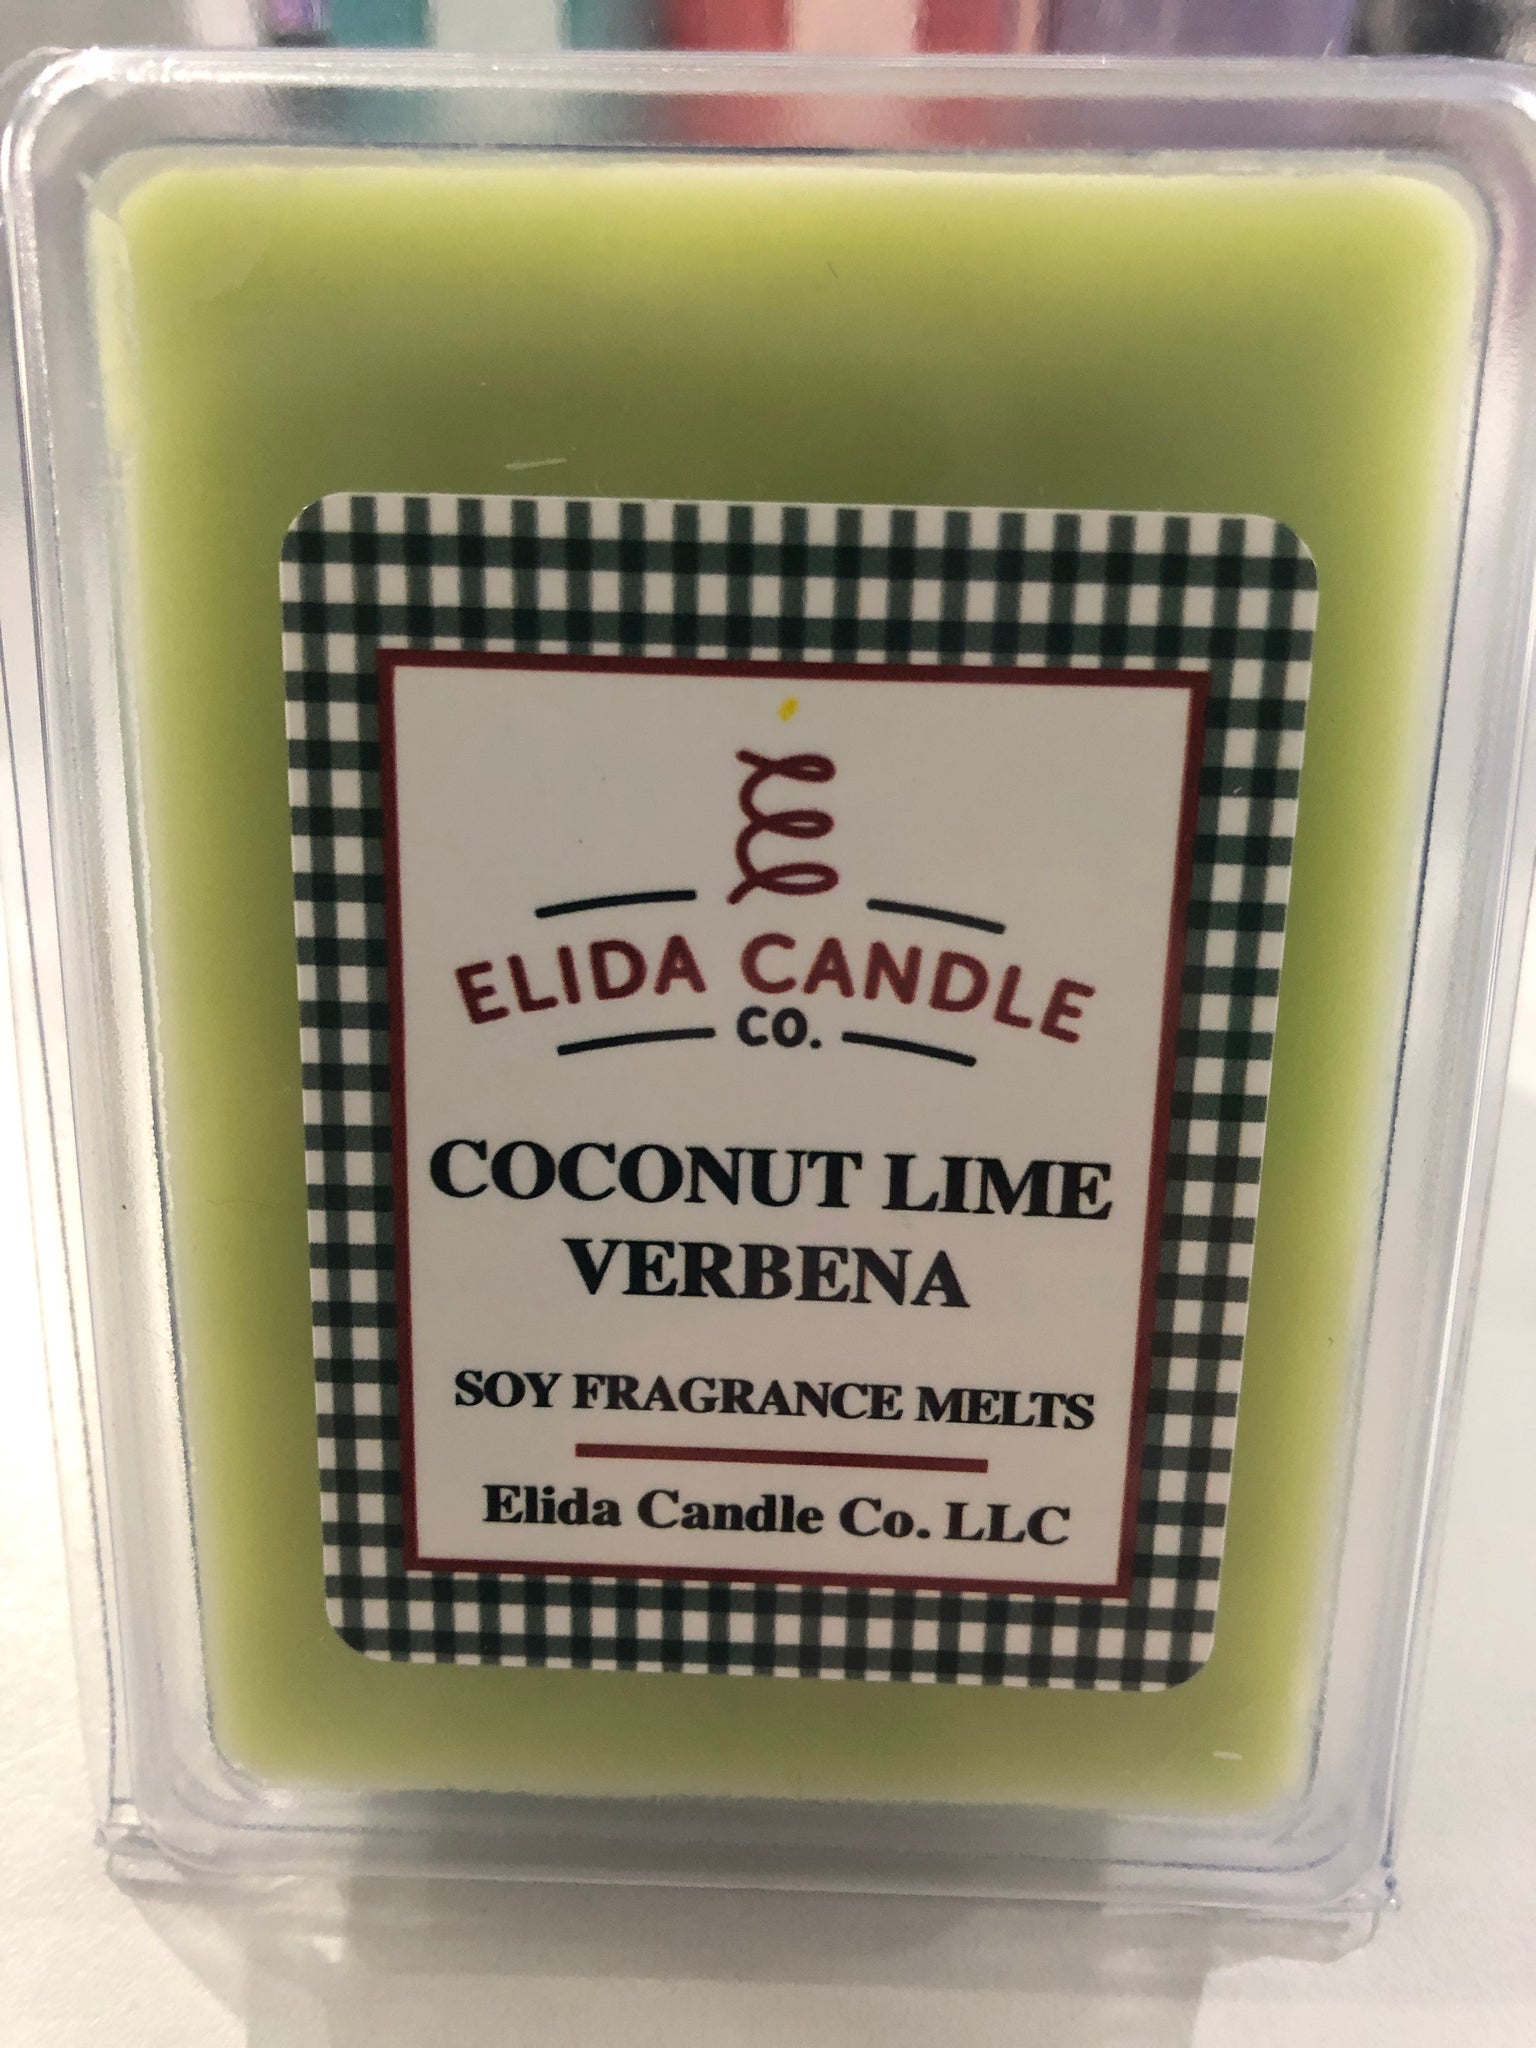 ELIDA CANDLE
CO.
COCONUT LIME
VERBENA
SOY FRAGRANCE MELTS
Elida Candle Co. LLC